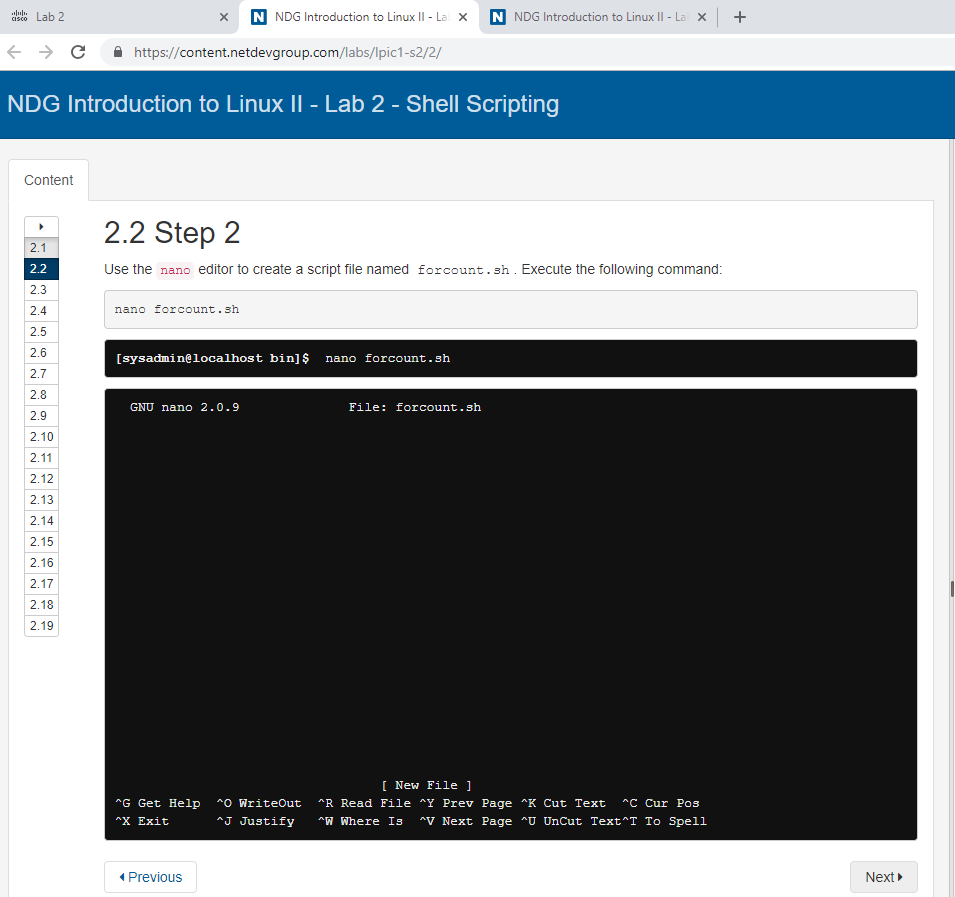 cisco Lab 2
NDG Introduction to Linux II - La
NDG Introduction to Linux II - La
https://content.netdevgroup.com/labs/lpic1-s2/2/
NDG Introduction to Linux II - Lab 2 - Shell Scripting
Content
2.1
2.2
2.3
2.4
2.5
2.6
2.7
2.8
2.9
2.10
2.11
2.12
2.13
2.14
2.15
2.16
2.17
2.18
2.19
2.2 Step 2
Use the nano editor to create a script file named forcount.sh. Execute the following command:
nano forcount.sh
[sysadmin@localhost bin]$ nano forcount.sh
GNU nano 2.0.9 File: forcount.sh
[ New File ]
^G Get Help ^O WriteOut ^R Read File ^Y Prev Page ^K Cut Text ^C Cur Pos
^X Exit ^J Justify ^W Where Is ^V Next Page ^U UnCut Text^T To Spell
Previous
Next